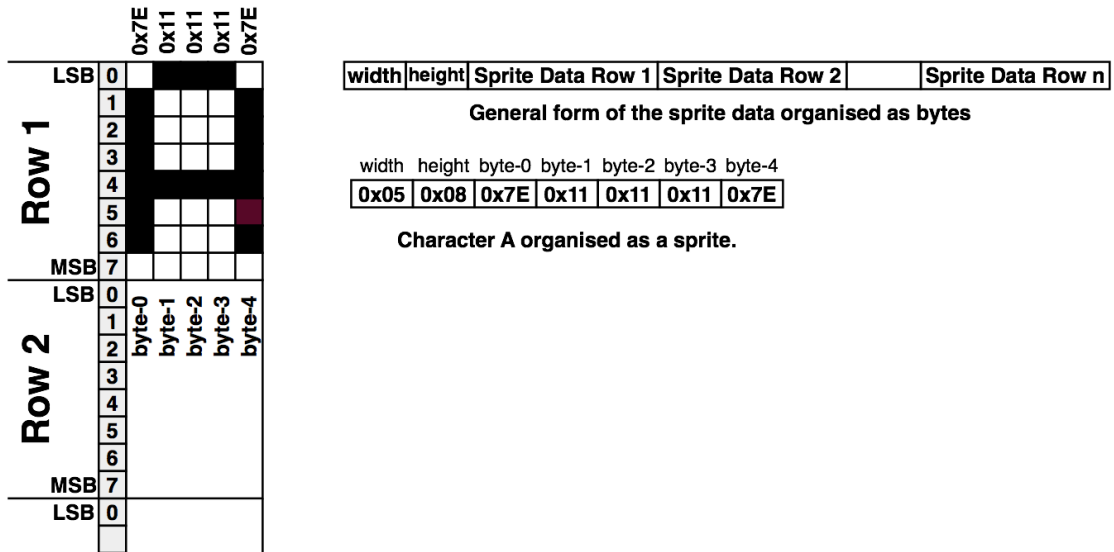 0x7E 0x11 0x11 0x11 0x7E
Row 1
LSB 0
1
2
3
4
5
6
MSB 7
Row 2
LSB 0
1
2
3
4
5
6
MSB 7
LSB 0
byte-0 byte-1 byte-2 byte-3 byte-4
width height Sprite Data Row 1 Sprite Data Row 2 Sprite Data Row n
General form of the sprite data organised as bytes
width height byte-0 byte-1 byte-2 byte-3 byte-4
0x05 0x08 0x7E 0x11 0x11 0x11 0x7E
Character A organised as a sprite.